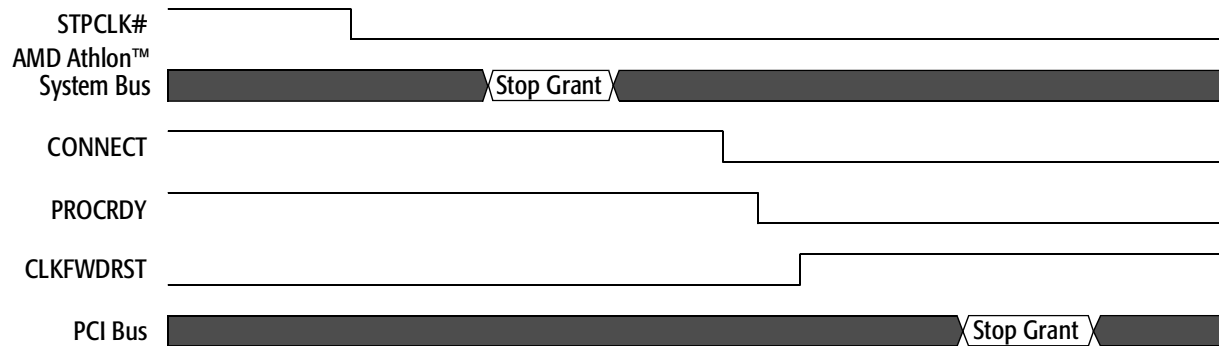 STPCLK#
AMD Athlon™
System Bus
Stop Grant
CONNECT
PROCRDY
CLKFWDRST
PCI Bus
Stop Grant